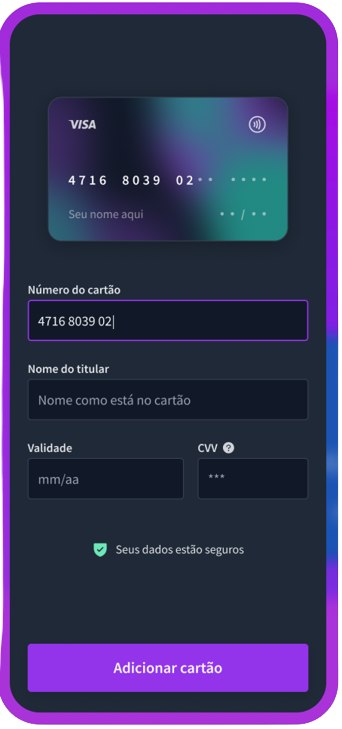 VISA
4716 8039 02•• ••••
Seu nome aqui ••/••
Número do cartão
4716 8039 02
Nome do titular
Nome como está no cartão
Validade CVV ?
mm/aa ***
Seus dados estão seguros
Adicionar cartão